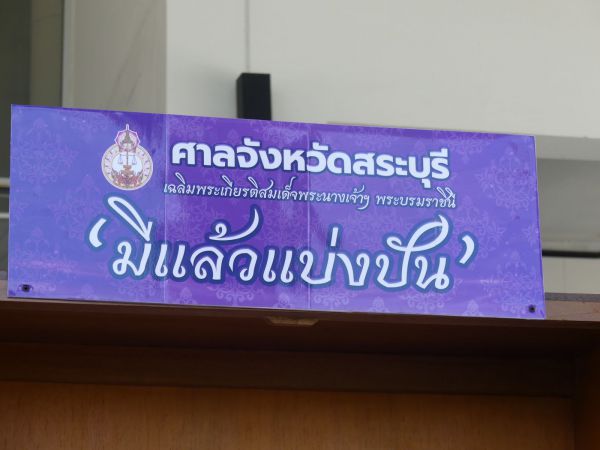 ศาลจังหวัดสระบุรี
เฉลิมพระเกียรติสมเด็จพระนางเจ้าฯ พระบรมราชินี
‘มีแล้วแบ่งปัน’